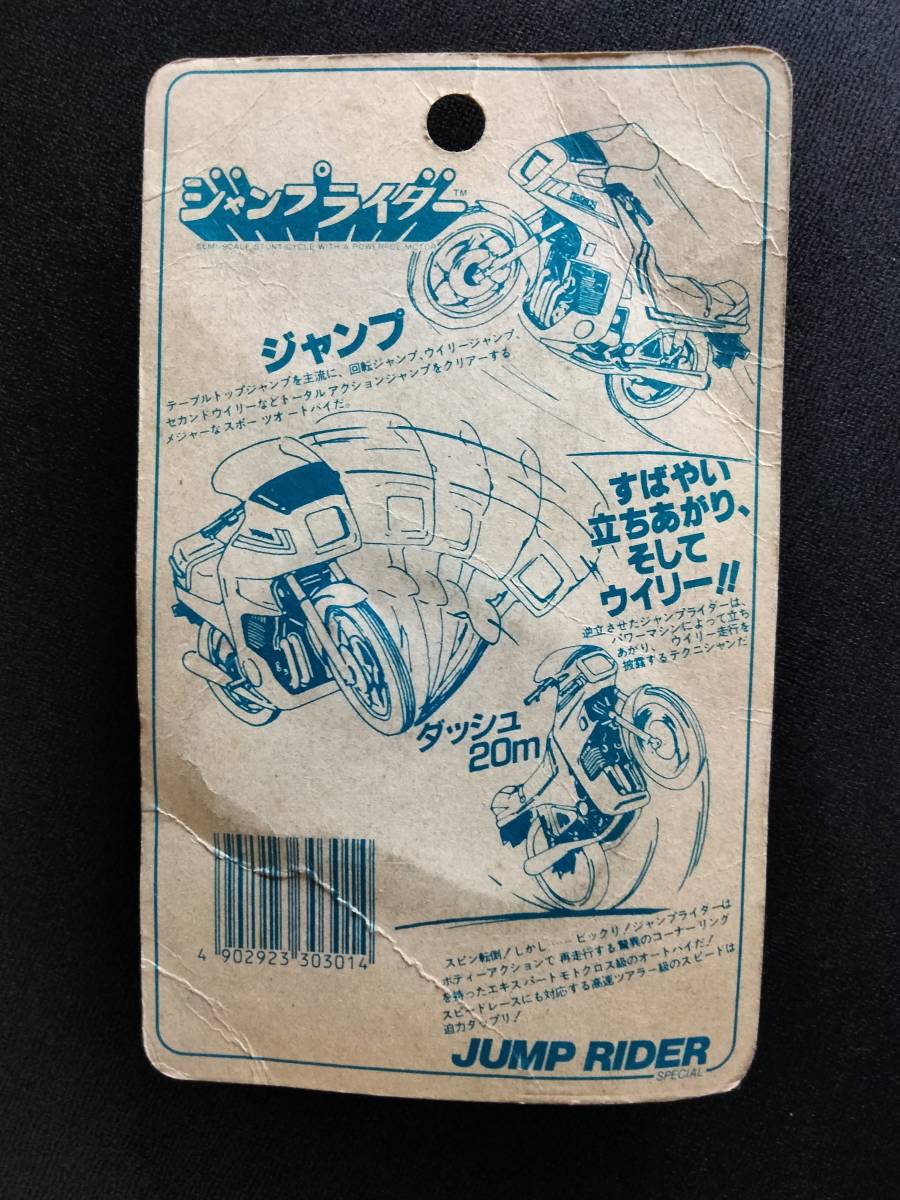 ジャンプライダー™
SEMI-SCALE STUNT CYCLE WITH A POWERFUL MOTOR
ジャンプ
テーブルトップジャンプを主流に、回転ジャンプ、ウイリージャンプ、
セカンドウイリーなどトータルアクションジャンプをクリアーする
メジャーなスポーツオートバイだ。
すばやい
立ちあがり、
そして
ウイリー!!
逆立させたジャンプライダーは、
パワーマシンによって立ち
あがり、ウイリー走行を
披露するテクニシャンだ
ダッシュ
20m
スピン転倒!しかし……ビックリ!ジャンプライダーは
ボディーアクションで再走行する驚異のコーナーリング
を持ったエキスパートモトクロス級のオートバイだ!
スピードレースにも対応する高速ツアラー級のスピードは
迫力タップリ!
4 902923 303014
JUMP RIDER
SPECIAL